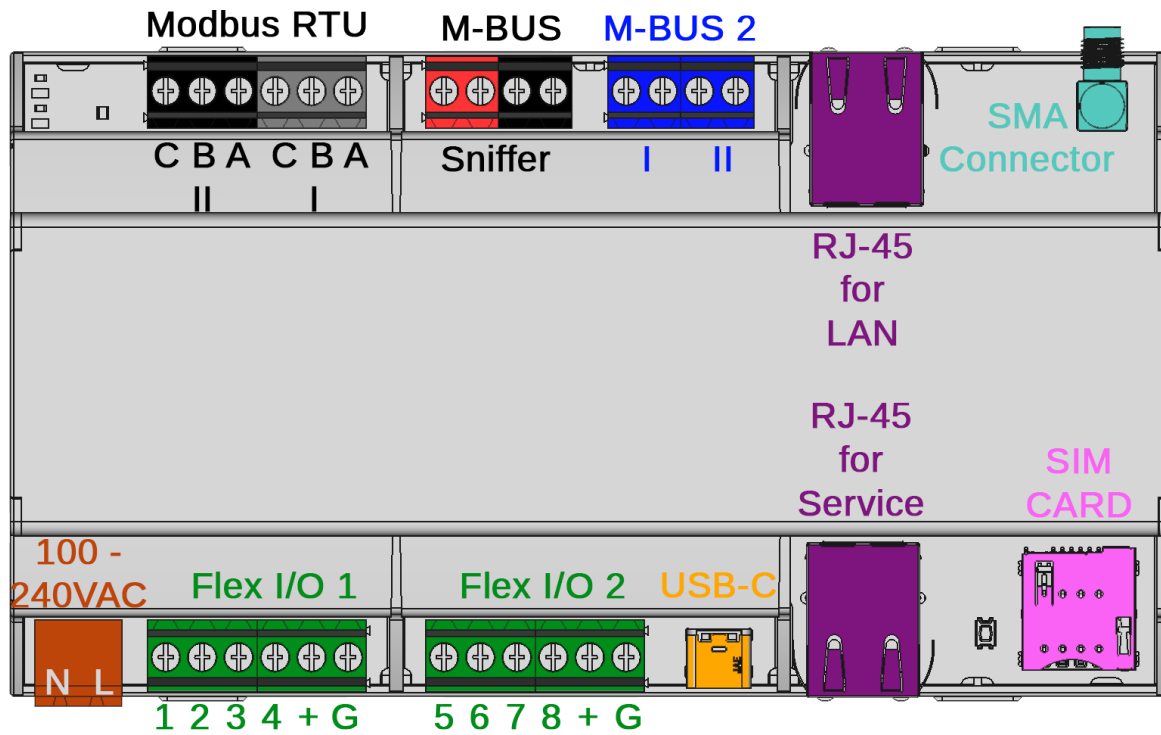 Modbus RTU
M-BUS
M-BUS 2
C B A C B A
II
I
Sniffer
I
II
SMA
Connector
RJ-45
for
LAN
RJ-45
for
Service
SIM
CARD
100 -
240VAC
Flex I/O 1
Flex I/O 2
USB-C
N L
JAE
1 2 3 4 + G
5 6 7 8 + G